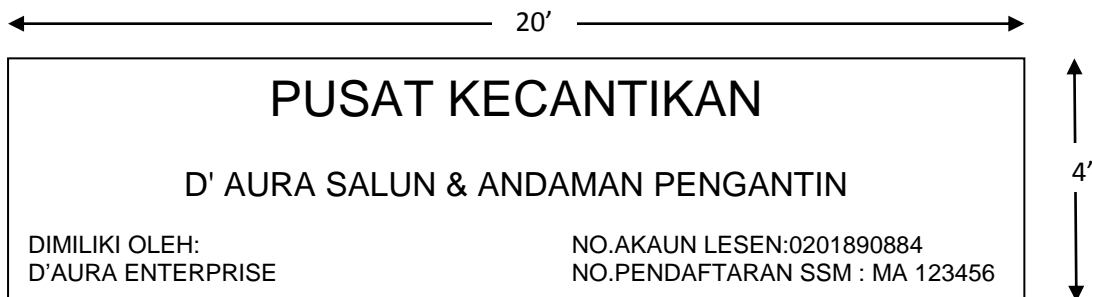 20’
PUSAT KECANTIKAN
4’
D' AURA SALUN & ANDAMAN PENGANTIN
DIMILIKI OLEH:
D’AURA ENTERPRISE
NO.AKAUN LESEN:0201890884
NO.PENDAFTARAN SSM : MA 123456